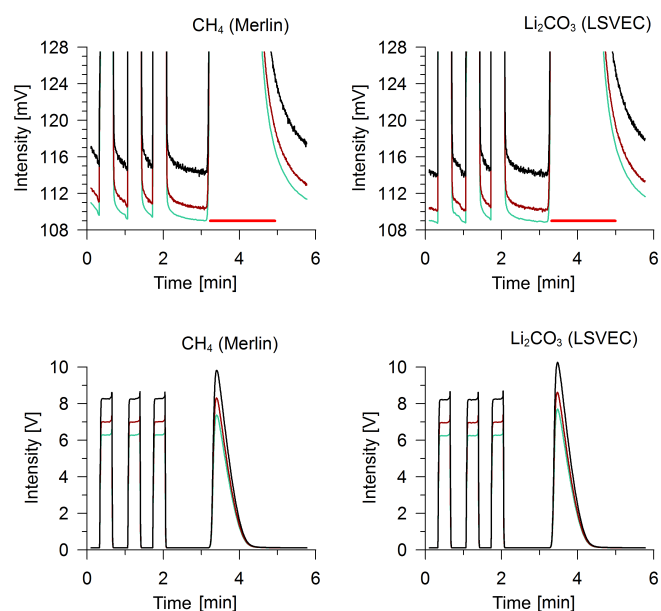 CH₄ (Merlin)
Li₂CO₃ (LSVEC)
128
124
120
116
112
108
Intensity [mV]
0 2 4 6
Time [min]
128
124
120
116
112
108
Intensity [mV]
0 2 4 6
Time [min]
CH₄ (Merlin)
Li₂CO₃ (LSVEC)
10
8
6
4
2
0
Intensity [V]
0 2 4 6
Time [min]
10
8
6
4
2
0
Intensity [V]
0 2 4 6
Time [min]